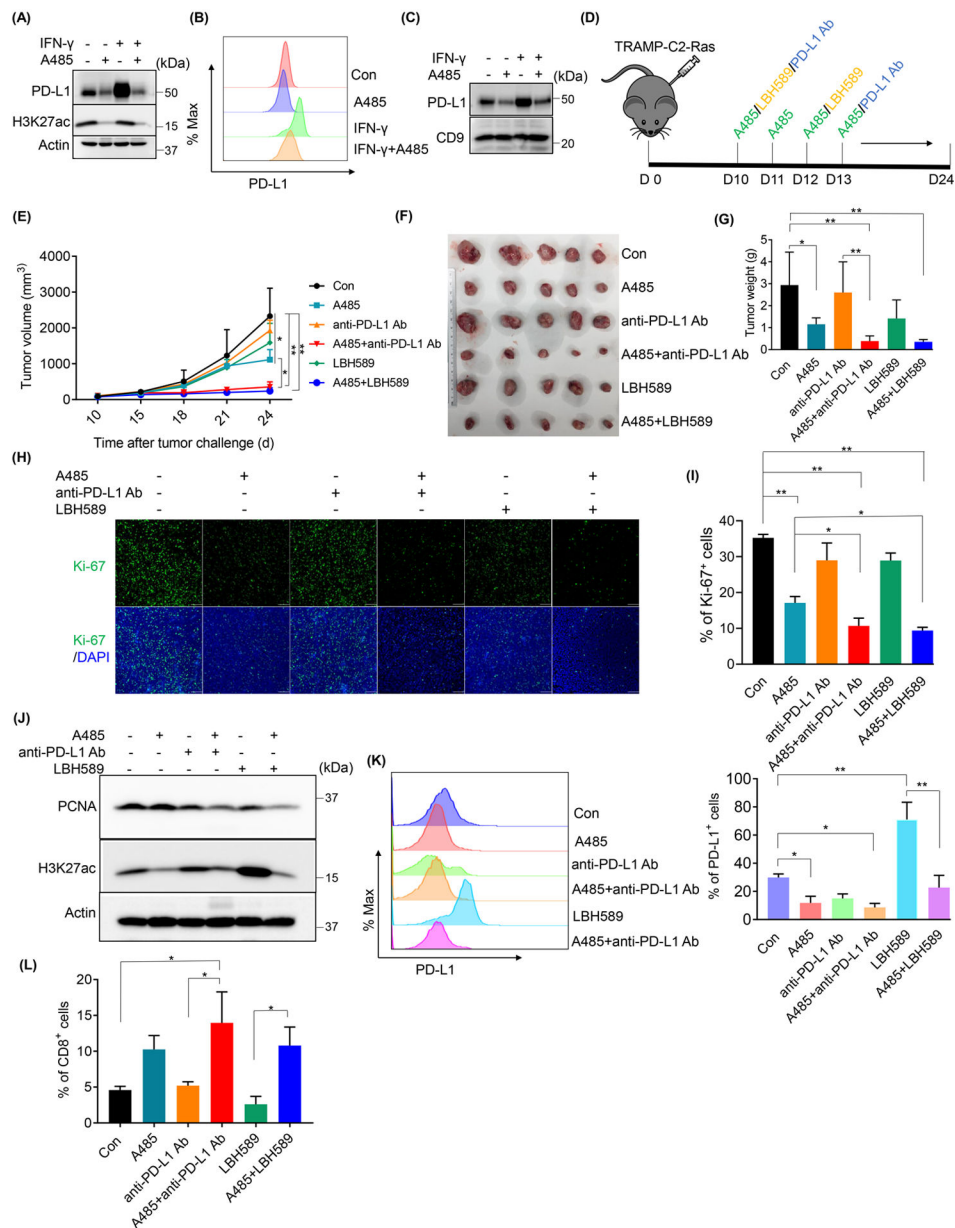 (A)
IFN-γ - - + +
A485 - + - +
(kDa)
PD-L1
50
H3K27ac
15
Actin
37
(B)
Con
A485
IFN-γ
IFN-γ+A485
% Max
PD-L1
(C)
IFN-γ - - + +
A485 - + - +
(kDa)
PD-L1
50
CD9
20
(D)
TRAMP-C2-Ras
A485/LBH589/PD-L1 Ab
A485
A485/LBH589
A485/PD-L1 Ab
D 0
D10
D11
D12
D13
D24
(E)
Tumor volume (mm3)
4000
3000
2000
1000
0
10
15
18
21
24
Time after tumor challenge (d)
*
*
**
**
Con
A485
anti-PD-L1 Ab
A485+anti-PD-L1 Ab
LBH589
A485+LBH589
(F)
Con
A485
anti-PD-L1 Ab
A485+anti-PD-L1 Ab
LBH589
A485+LBH589
(G)
Tumor weight (g)
5
4
3
2
1
0
**
**
* **
Con
A485
anti-PD-L1 Ab
A485+anti-PD-L1 Ab
LBH589
A485+LBH589
(H)
A485 - + - + - +
anti-PD-L1 Ab - - + + - -
LBH589 - - - - + +
Ki-67
Ki-67
/DAPI
(I)
% of Ki-67+ cells
40
30
20
10
0
**
**
** *
*
Con
A485
anti-PD-L1 Ab
A485+anti-PD-L1 Ab
LBH589
A485+LBH589
(J)
A485 - + - + - +
anti-PD-L1 Ab - - + + - -
LBH589 - - - - + +
(kDa)
PCNA
37
H3K27ac
15
Actin
37
(K)
Con
A485
anti-PD-L1 Ab
A485+anti-PD-L1 Ab
LBH589
A485+anti-PD-L1 Ab
% Max
PD-L1
% of PD-L1+ cells
100
80
60
40
20
0
**
**
*
*
Con
A485
anti-PD-L1 Ab
A485+anti-PD-L1 Ab
LBH589
A485+LBH589
(L)
% of CD8+ cells
20
15
10
5
0
*
*
*
Con
A485
anti-PD-L1 Ab
A485+anti-PD-L1 Ab
LBH589
A485+LBH589